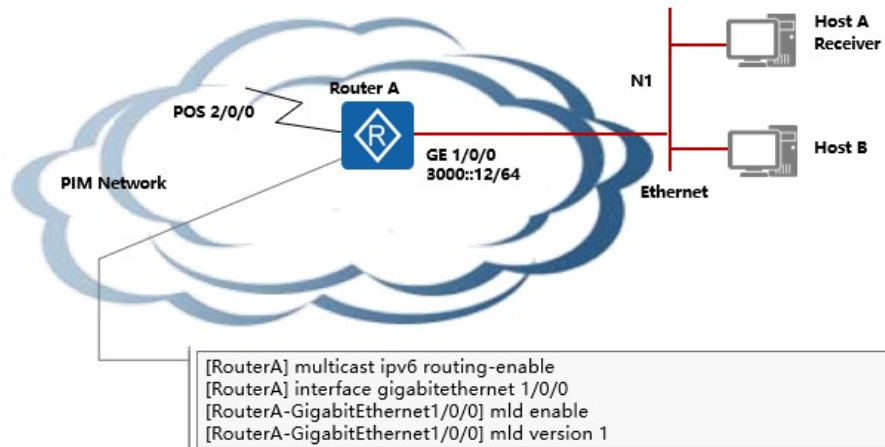 Host A
Receiver
N1
Router A
POS 2/0/0
R
Host B
GE 1/0/0
3000::12/64
PIM Network
Ethernet
[RouterA] multicast ipv6 routing-enable
[RouterA] interface gigabitethernet 1/0/0
[RouterA-GigabitEthernet1/0/0] mld enable
[RouterA-GigabitEthernet1/0/0] mld version 1